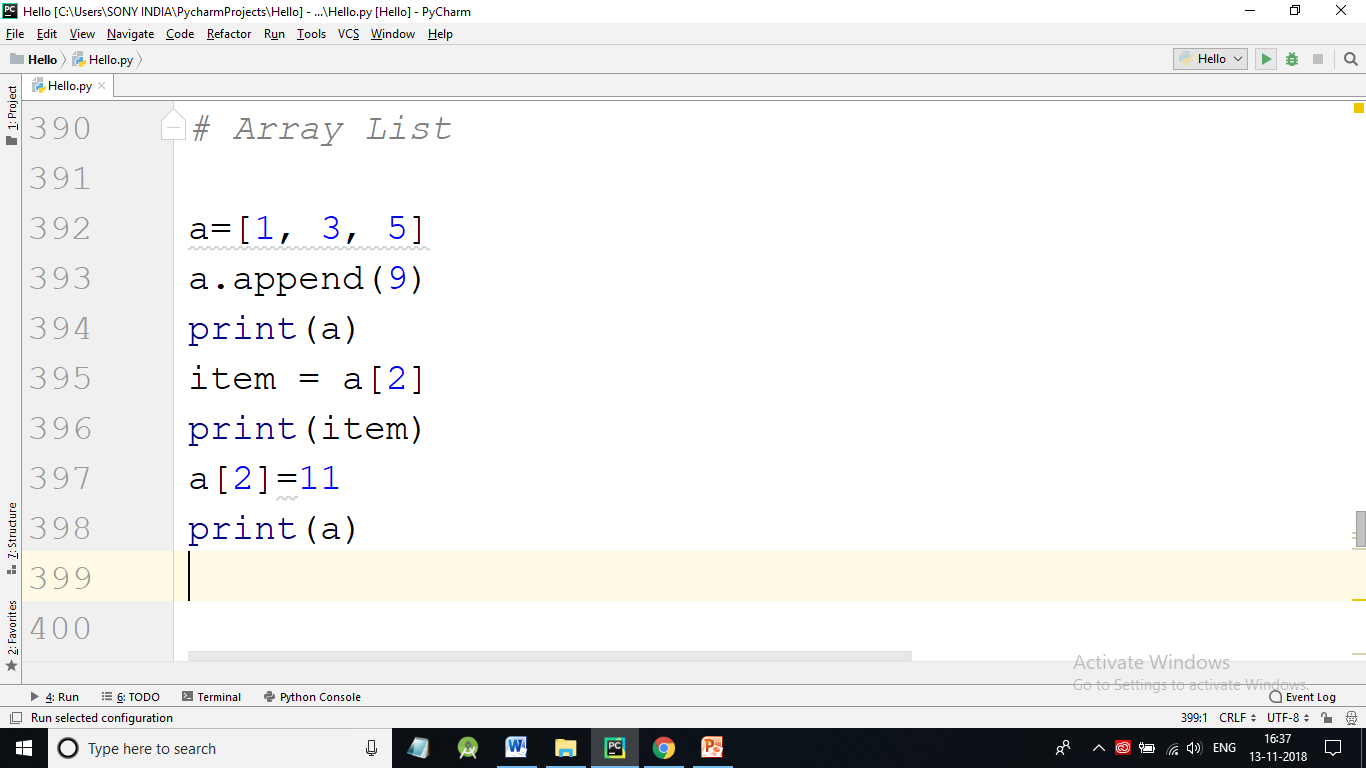 Hello [C:\Users\SONY INDIA\PycharmProjects\Hello] - ...\Hello.py [Hello] - PyCharm
File Edit View Navigate Code Refactor Run Tools VCS Window Help
Hello Hello.py Hello
Hello.py
1: Project
7: Structure
2: Favorites
390 # Array List
391
392 a=[1, 3, 5]
393 a.append(9)
394 print(a)
395 item = a[2]
396 print(item)
397 a[2]=11
398 print(a)
399
400
Activate Windows
Go to Settings to activate Windows.
4: Run 6: TODO Terminal Python Console Event Log
Run selected configuration 399:1 CRLF UTF-8
Type here to search ENG 16:37
13-11-2018